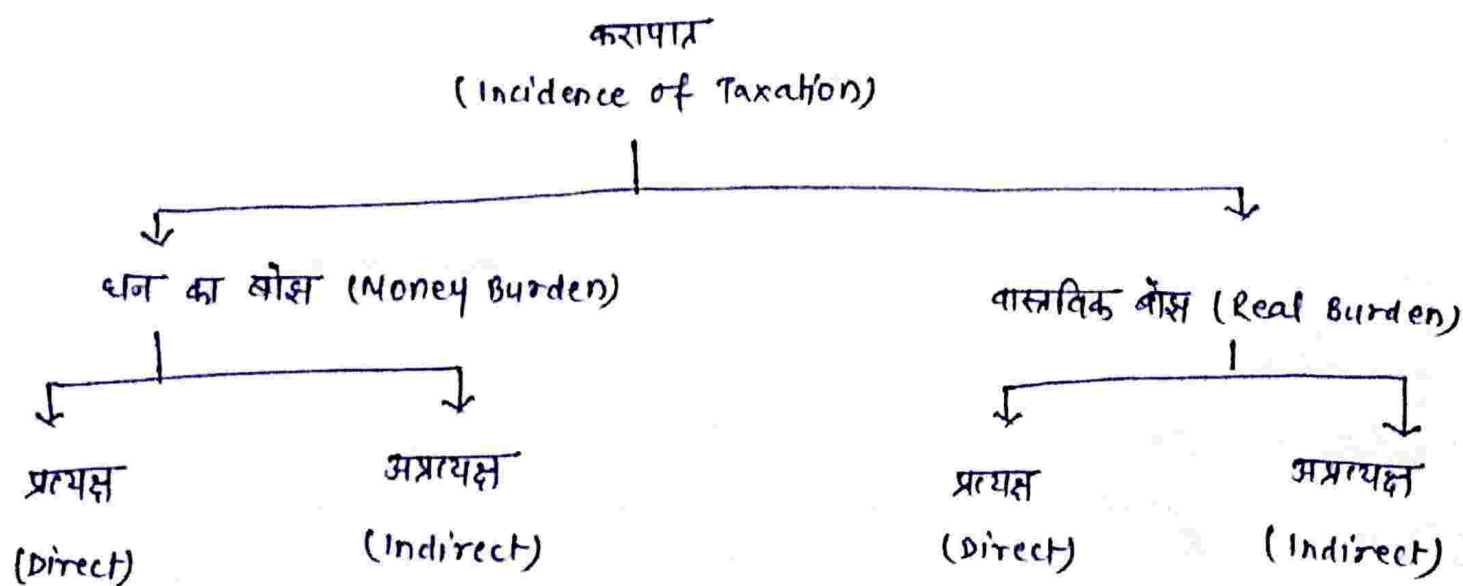 करापात
(Incidence of Taxation)
धन का बोझ (Money Burden)
वास्तविक बोझ (Real Burden)
प्रत्यक्ष
अप्रत्यक्ष
प्रत्यक्ष
अप्रत्यक्ष
(Direct)
(Indirect)
(Direct)
(Indirect)